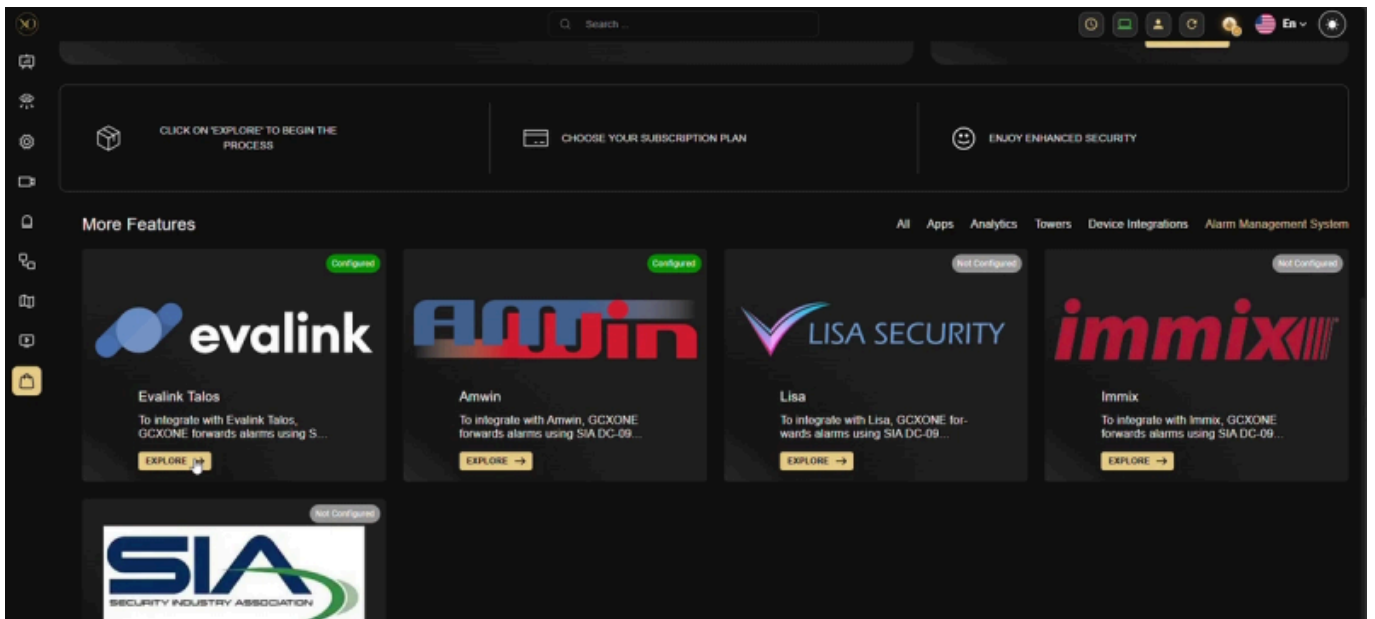 XO
Search ...
En
CLICK ON 'EXPLORE' TO BEGIN THE
PROCESS
CHOOSE YOUR SUBSCRIPTION PLAN
ENJOY ENHANCED SECURITY
More Features
All Apps Analytics Towers Device Integrations Alarm Management System
Configured
evalink
Evalink Talos
To integrate with Evalink Talos,
GCXONE forwards alarms using S...
EXPLORE →
Configured
AMWin
Amwin
To integrate with Amwin, GCXONE
forwards alarms using SIA DC-09...
EXPLORE →
Not Configured
LISA SECURITY
Lisa
To integrate with Lisa, GCXONE for-
wards alarms using SIA DC-09...
EXPLORE →
Not Configured
immix
Immix
To integrate with Immix, GCXONE
forwards alarms using SIA DC-09...
EXPLORE →
Not Configured
SIA
SECURITY INDUSTRY ASSOCIATION